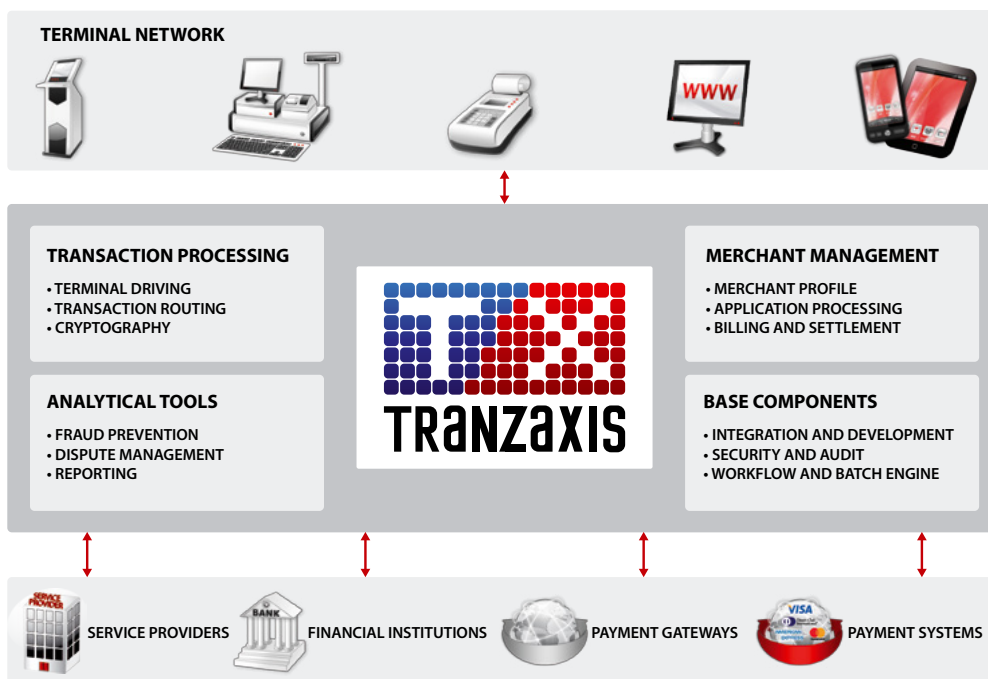 TERMINAL NETWORK
WWW
TRANSACTION PROCESSING
• TERMINAL DRIVING
• TRANSACTION ROUTING
• CRYPTOGRAPHY
MERCHANT MANAGEMENT
• MERCHANT PROFILE
• APPLICATION PROCESSING
• BILLING AND SETTLEMENT
TX
TRaNZaXIS
ANALYTICAL TOOLS
• FRAUD PREVENTION
• DISPUTE MANAGEMENT
• REPORTING
BASE COMPONENTS
• INTEGRATION AND DEVELOPMENT
• SECURITY AND AUDIT
• WORKFLOW AND BATCH ENGINE
SERVICE
PROVIDER
SERVICE PROVIDERS
BANK
FINANCIAL INSTITUTIONS
PAYMENT GATEWAYS
VISA
PAYMENT SYSTEMS